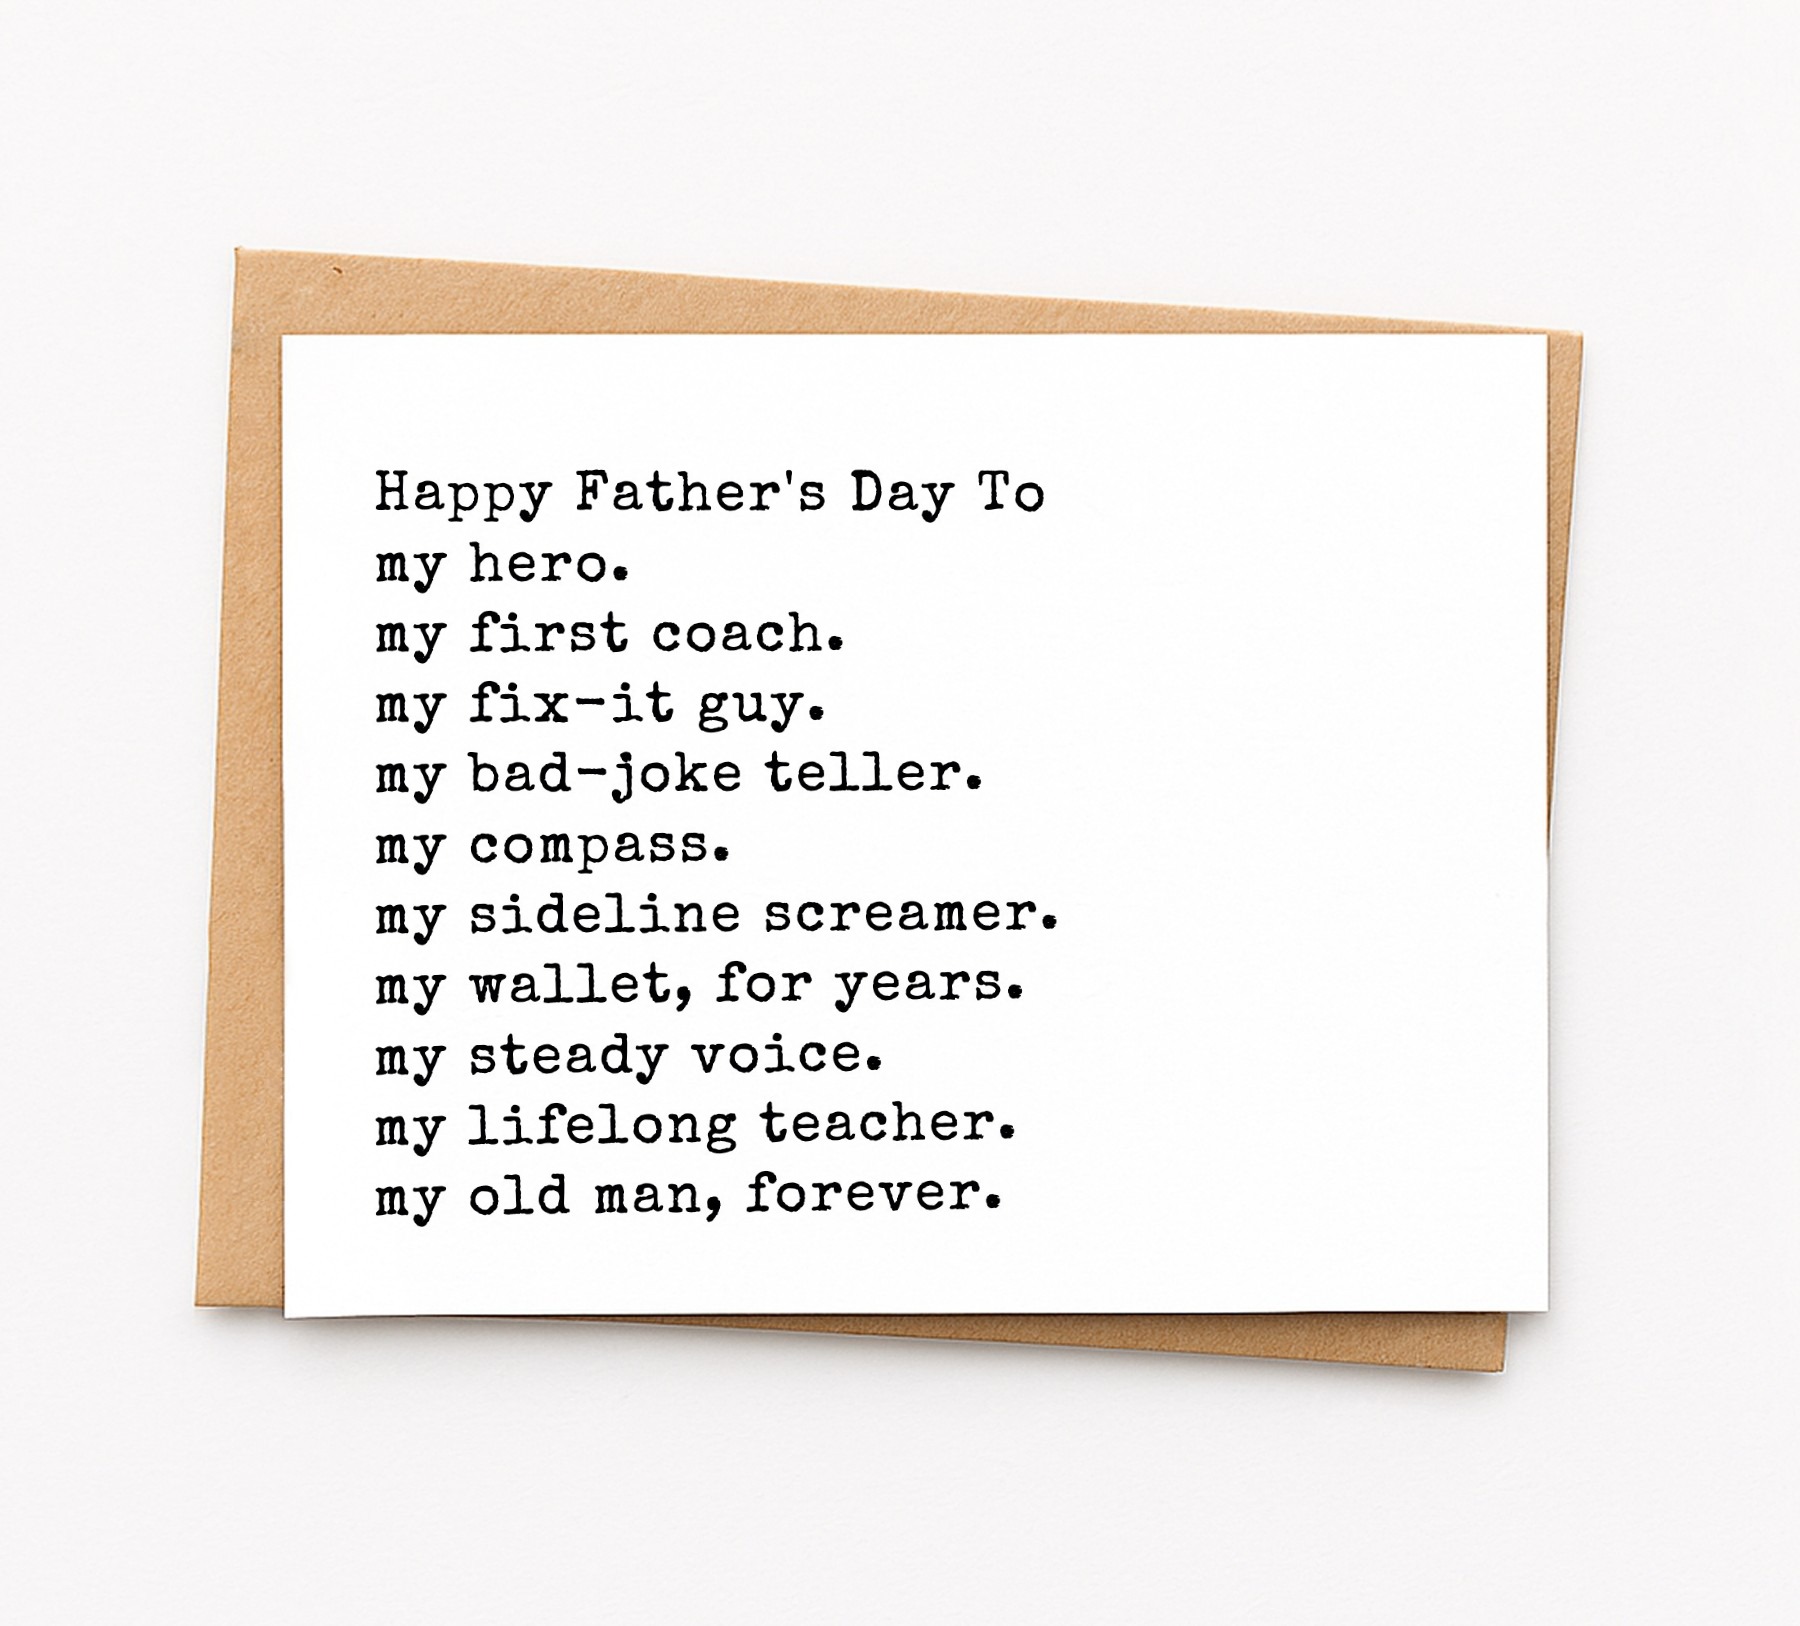 Happy Father's Day To
my hero.
my first coach.
my fix-it guy.
my bad-joke teller.
my compass.
my sideline screamer.
my wallet, for years.
my steady voice.
my lifelong teacher.
my old man, forever.